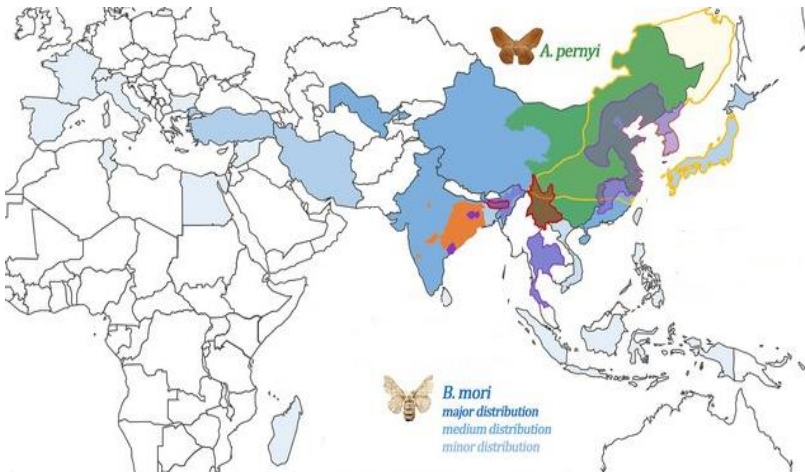 A. pernyi
B. mori
major distribution
medium distribution
minor distribution